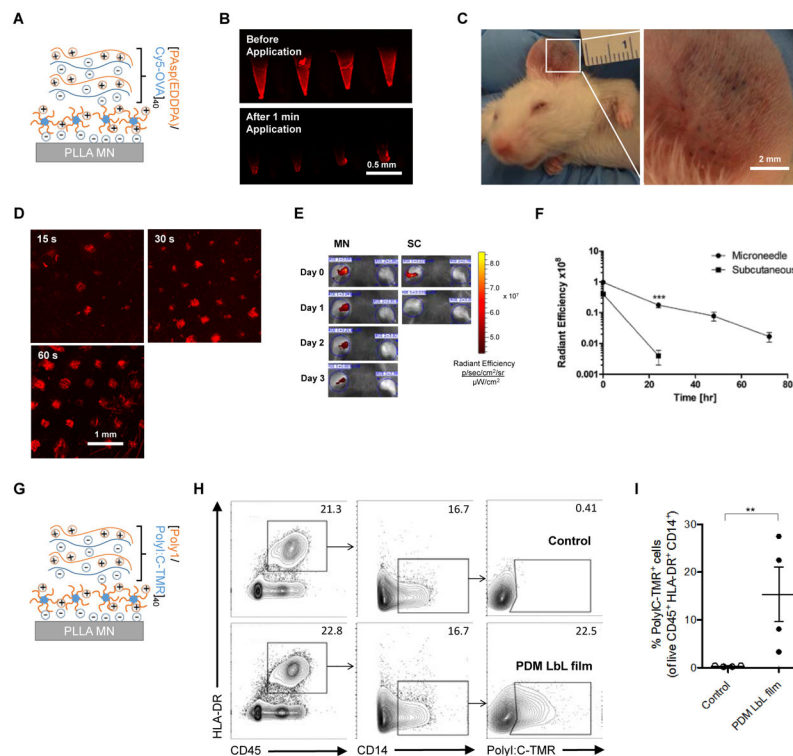 A
[PAsp(EDDPA)/
Cy5-OVA]40
PLLA MN
B
Before
Application
After 1 min
Application
0.5 mm
C
1
2 mm
D
15 s
30 s
60 s
1 mm
E
MN
SC
Day 0
Day 1
Day 2
Day 3
8.0
7.0
6.0
5.0
x 10⁷
Radiant Efficiency
p/sec/cm²/sr
µW/cm²
F
Radiant Efficiency x10⁸
10
1
0.1
0.01
0.001
***
Microneedle
Subcutaneous
0
20
40
60
80
Time [hr]
G
[Poly1/
PolyI:C-TMR]40
PLLA MN
H
21.3
16.7
0.41
Control
22.8
16.7
22.5
PDM LbL film
HLA-DR
CD45
CD14
PolyI:C-TMR
I
% PolyIC-TMR⁺ cells
(of live CD45⁺ HLA-DR⁺ CD14⁺)
30
20
10
0
**
Control
PDM LbL film